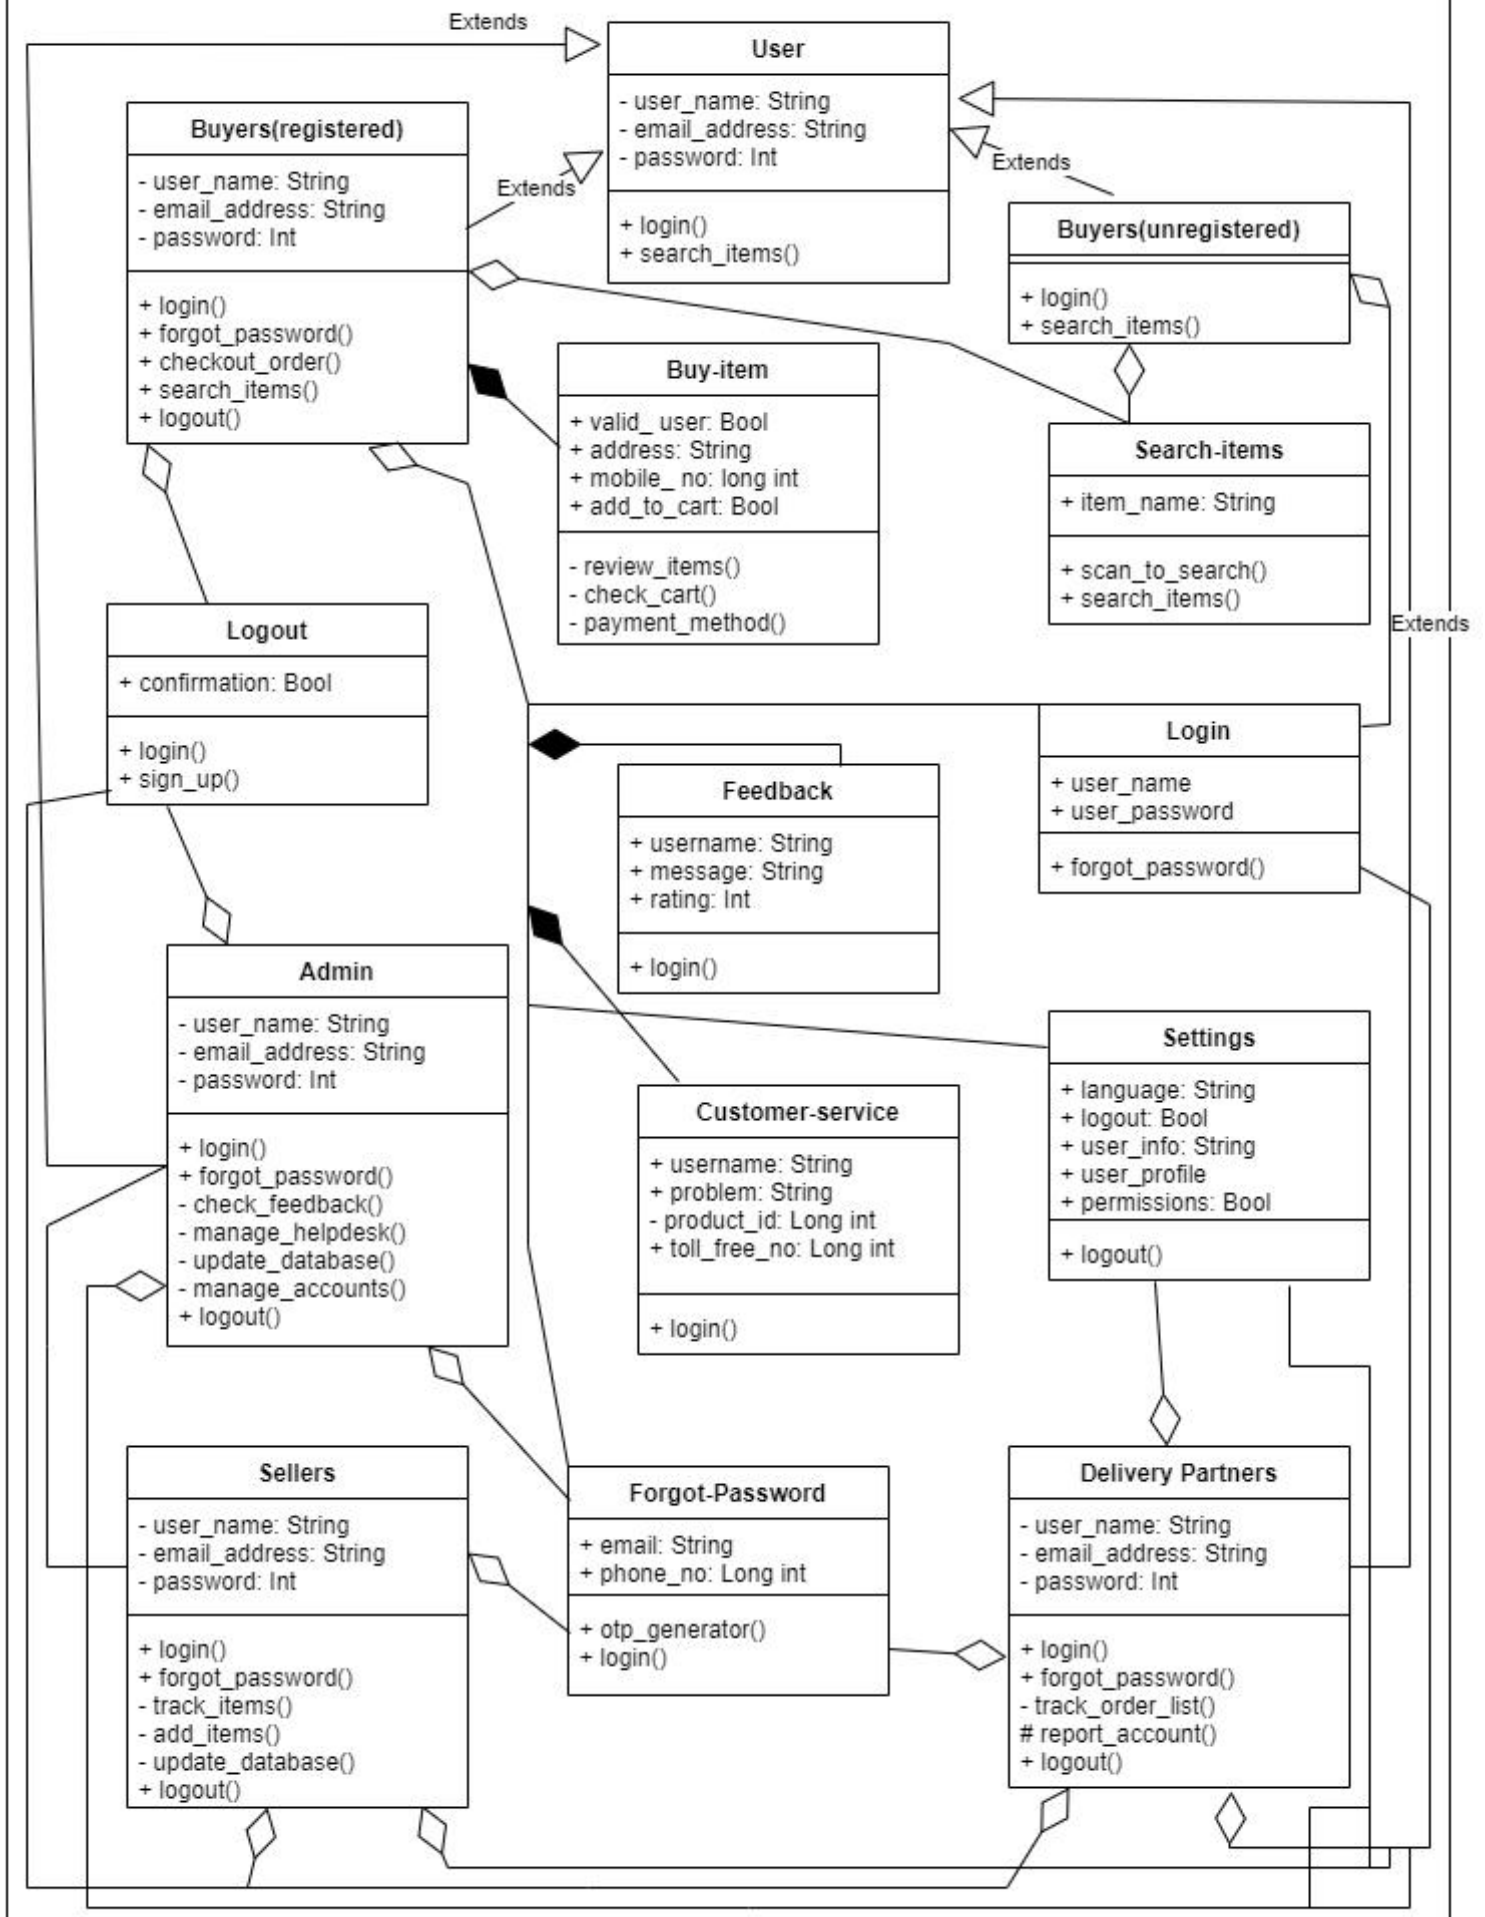 Extends
User
- user_name: String
- email_address: String
- password: Int
+ login()
+ search_items()
Buyers(registered)
- user_name: String
- email_address: String
- password: Int
+ login()
+ forgot_password()
+ checkout_order()
+ search_items()
+ logout()
Extends
Extends
Buyers(unregistered)
+ login()
+ search_items()
Buy-item
+ valid_ user: Bool
+ address: String
+ mobile_ no: long int
+ add_to_cart: Bool
- review_items()
- check_cart()
- payment_method()
Search-items
+ item_name: String
+ scan_to_search()
+ search_items()
Extends
Logout
+ confirmation: Bool
+ login()
+ sign_up()
Login
+ user_name
+ user_password
+ forgot_password()
Feedback
+ username: String
+ message: String
+ rating: Int
+ login()
Admin
- user_name: String
- email_address: String
- password: Int
+ login()
+ forgot_password()
- check_feedback()
- manage_helpdesk()
- update_database()
- manage_accounts()
+ logout()
Settings
+ language: String
+ logout: Bool
+ user_info: String
+ user_profile
+ permissions: Bool
+ logout()
Customer-service
+ username: String
+ problem: String
- product_id: Long int
+ toll_free_no: Long int
+ login()
Sellers
- user_name: String
- email_address: String
- password: Int
+ login()
+ forgot_password()
- track_items()
- add_items()
- update_database()
+ logout()
Forgot-Password
+ email: String
+ phone_no: Long int
+ otp_generator()
+ login()
Delivery Partners
- user_name: String
- email_address: String
- password: Int
+ login()
+ forgot_password()
- track_order_list()
# report_account()
+ logout()